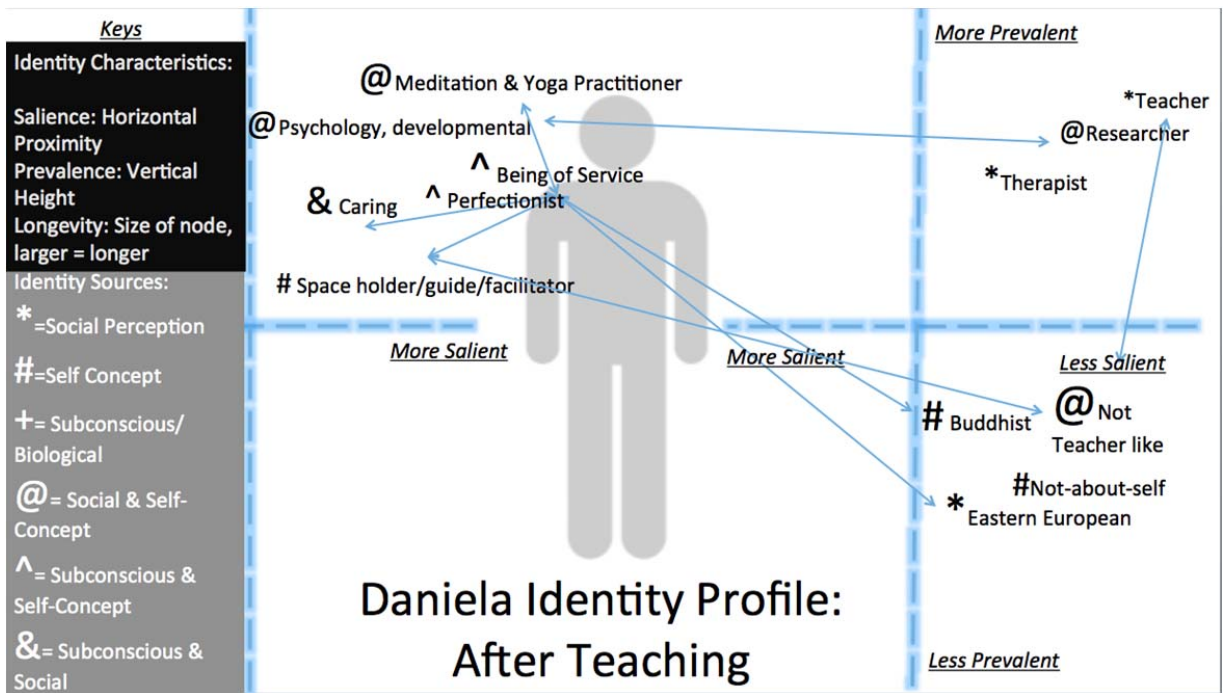 Keys
Identity Characteristics:
Salience: Horizontal
Proximity
Prevalence: Vertical
Height
Longevity: Size of node,
larger = longer
Identity Sources:
*=Social Perception
#=Self Concept
+= Subconscious/
Biological
@= Social & Self-
Concept
^= Subconscious &
Self-Concept
&= Subconscious &
Social
@Meditation & Yoga Practitioner
@Psychology, developmental
^ Being of Service
& Caring
^ Perfectionist
# Space holder/guide/facilitator
More Salient
More Salient
More Prevalent
*Teacher
@Researcher
*Therapist
Less Salient
# Buddhist
@Not
Teacher like
#Not-about-self
*Eastern European
Less Prevalent
Daniela Identity Profile:
After Teaching